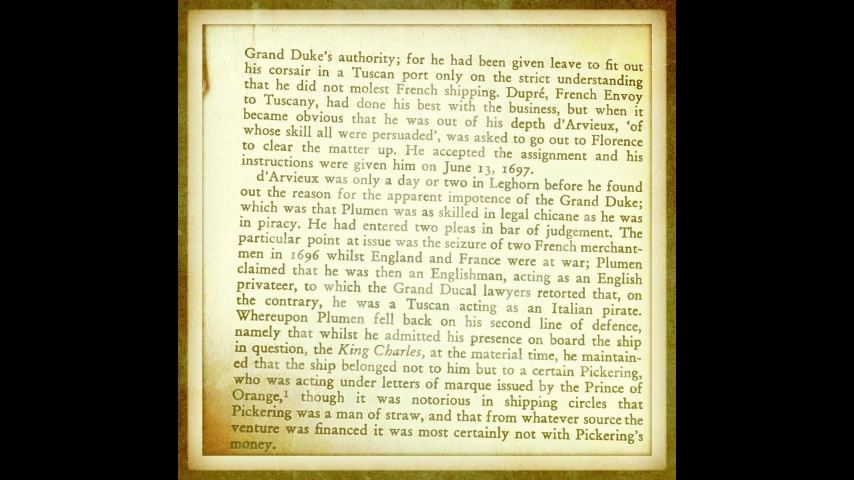 Grand Duke's authority; for he had been given leave to fit out
his corsair in a Tuscan port only on the strict understanding
that he did not molest French shipping. Dupré, French Envoy
to Tuscany, had done his best with the business, but when it
became obvious that he was out of his depth d'Arvieux, 'of
whose skill all were persuaded', was asked to go out to Florence
to clear the matter up. He accepted the assignment and his
instructions were given him on June 13, 1697.
d'Arvieux was only a day or two in Leghorn before he found
out the reason for the apparent impotence of the Grand Duke;
which was that Plumen was as skilled in legal chicane as he was
in piracy. He had entered two pleas in bar of judgement. The
particular point at issue was the seizure of two French merchant-
men in 1696 whilst England and France were at war; Plumen
claimed that he was then an Englishman, acting as an English
privateer, to which the Grand Ducal lawyers retorted that, on
the contrary, he was a Tuscan acting as an Italian pirate.
Whereupon Plumen fell back on his second line of defence,
namely that whilst he admitted his presence on board the ship
in question, the King Charles, at the material time, he maintain-
ed that the ship belonged not to him but to a certain Pickering,
who was acting under letters of marque issued by the Prince of
Orange,¹ though it was notorious in shipping circles that
Pickering was a man of straw, and that from whatever source the
venture was financed it was most certainly not with Pickering's
money.